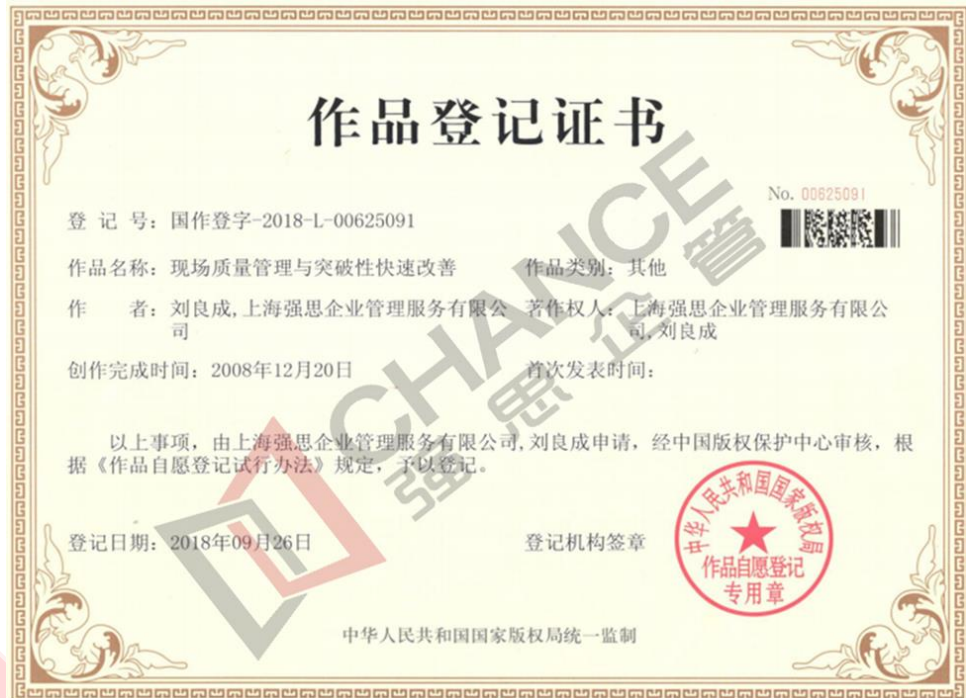 作品登记证书
No. 00625091
登 记 号：国作登字-2018-L-00625091
作品名称：现场质量管理与突破性快速改善 作品类别：其他
作 者：刘良成,上海强思企业管理服务有限公 著作权人：上海强思企业管理服务有限公
司 司,刘良成
创作完成时间：2008年12月20日 首次发表时间：
以上事项，由上海强思企业管理服务有限公司,刘良成申请，经中国版权保护中心审核，根
据《作品自愿登记试行办法》规定，予以登记.
登记日期：2018年09月26日 登记机构签章
中华人民共和国国家版权局
作品自愿登记
专用章
中华人民共和国国家版权局统一监制
CHANCE
强思企管